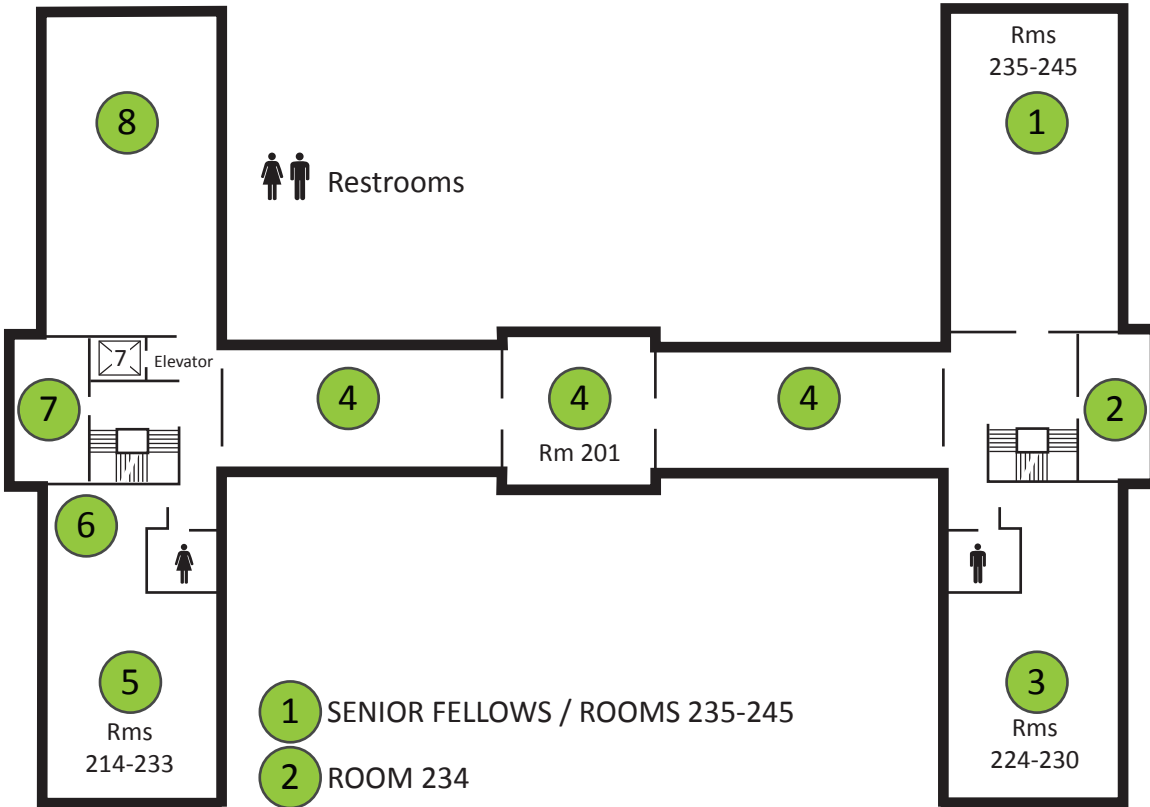 Rms
235-245
8
1
Restrooms
7
Elevator
7
4
4
4
2
Rm 201
6
5
3
Rms
214-233
Rms
224-230
1 SENIOR FELLOWS / ROOMS 235-245
2 ROOM 234